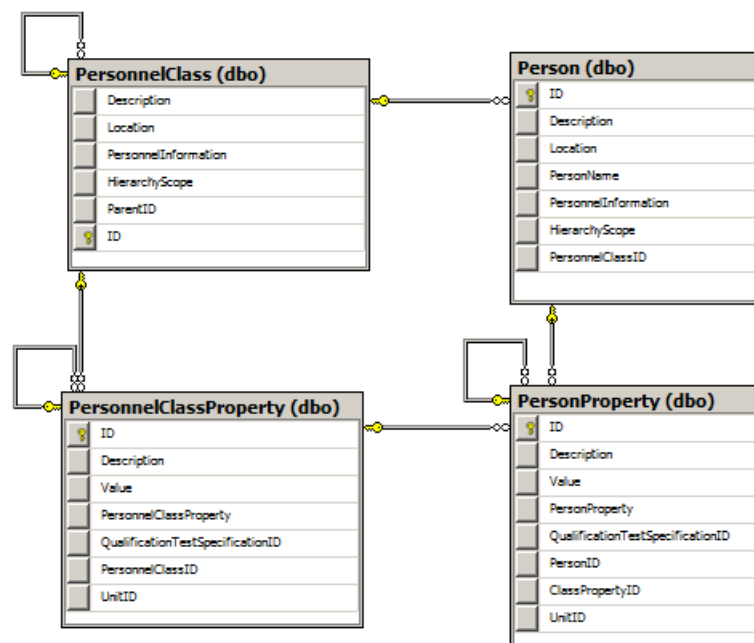 PersonnelClass (dbo)
Description
Location
PersonnelInformation
HierarchyScope
ParentID
ID
Person (dbo)
ID
Description
Location
PersonName
PersonnelInformation
HierarchyScope
PersonnelClassID
PersonnelClassProperty (dbo)
ID
Description
Value
PersonnelClassProperty
QualificationTestSpecificationID
PersonnelClassID
UnitID
PersonProperty (dbo)
ID
Description
Value
PersonProperty
QualificationTestSpecificationID
PersonID
ClassPropertyID
UnitID